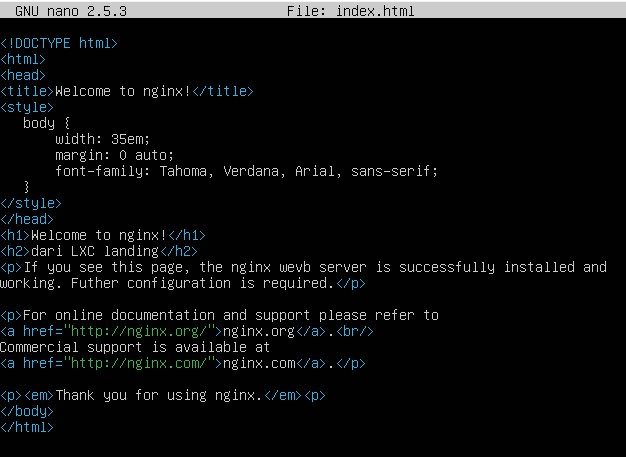 GNU nano 2.5.3 File: index.html
<!DOCTYPE html>
<html>
<head>
<title>Welcome to nginx!</title>
<style>
body {
width: 35em;
margin: 0 auto;
font-family: Tahoma, Verdana, Arial, sans-serif;
}
</style>
</head>
<h1>Welcome to nginx!</h1>
<h2>dari LXC landing</h2>
<p>If you see this page, the nginx wevb server is successfully installed and
working. Futher configuration is required.</p>
<p>For online documentation and support please refer to
<a href="http://nginx.org/">nginx.org</a>.<br/>
Commercial support is available at
<a href="http://nginx.com/">nginx.com</a>.</p>
<p><em>Thank you for using nginx.</em><p>
</body>
</html>